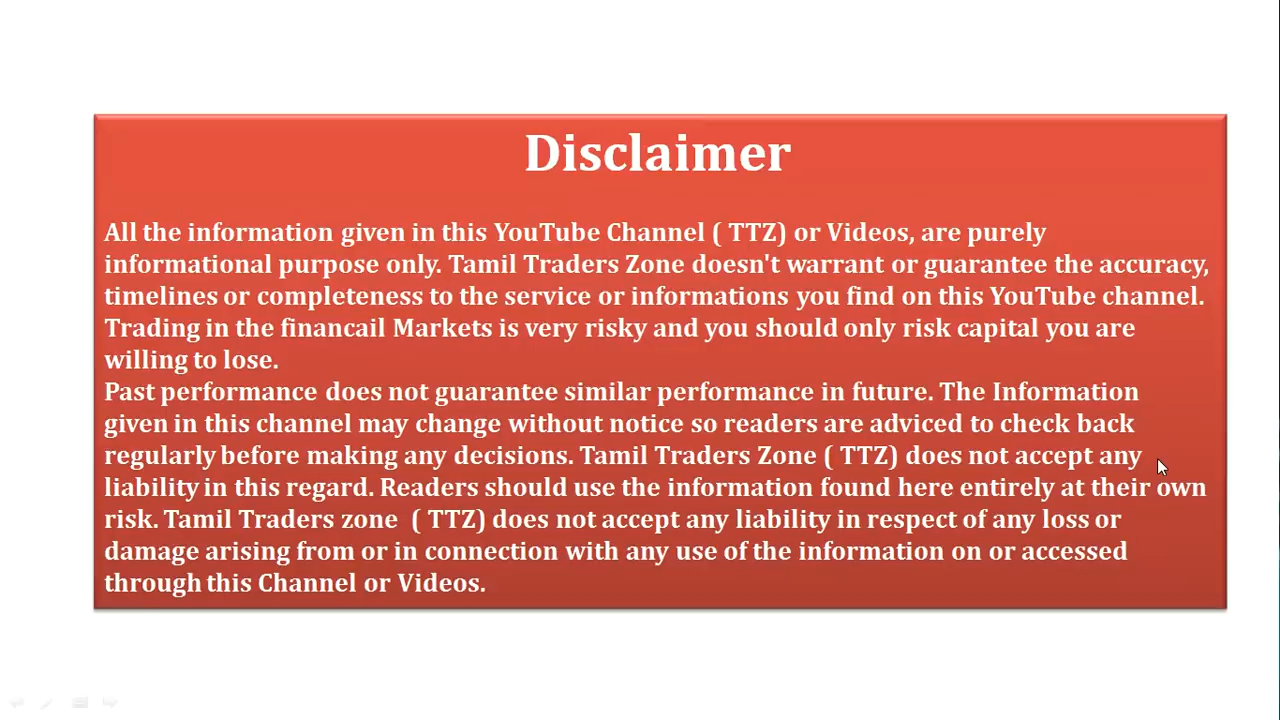 Disclaimer
All the information given in this YouTube Channel ( TTZ) or Videos, are purely
informational purpose only. Tamil Traders Zone doesn't warrant or guarantee the accuracy,
timelines or completeness to the service or informations you find on this YouTube channel.
Trading in the financail Markets is very risky and you should only risk capital you are
willing to lose.
Past performance does not guarantee similar performance in future. The Information
given in this channel may change without notice so readers are adviced to check back
regularly before making any decisions. Tamil Traders Zone ( TTZ) does not accept any
liability in this regard. Readers should use the information found here entirely at their own
risk. Tamil Traders zone  ( TTZ) does not accept any liability in respect of any loss or
damage arising from or in connection with any use of the information on or accessed
through this Channel or Videos.